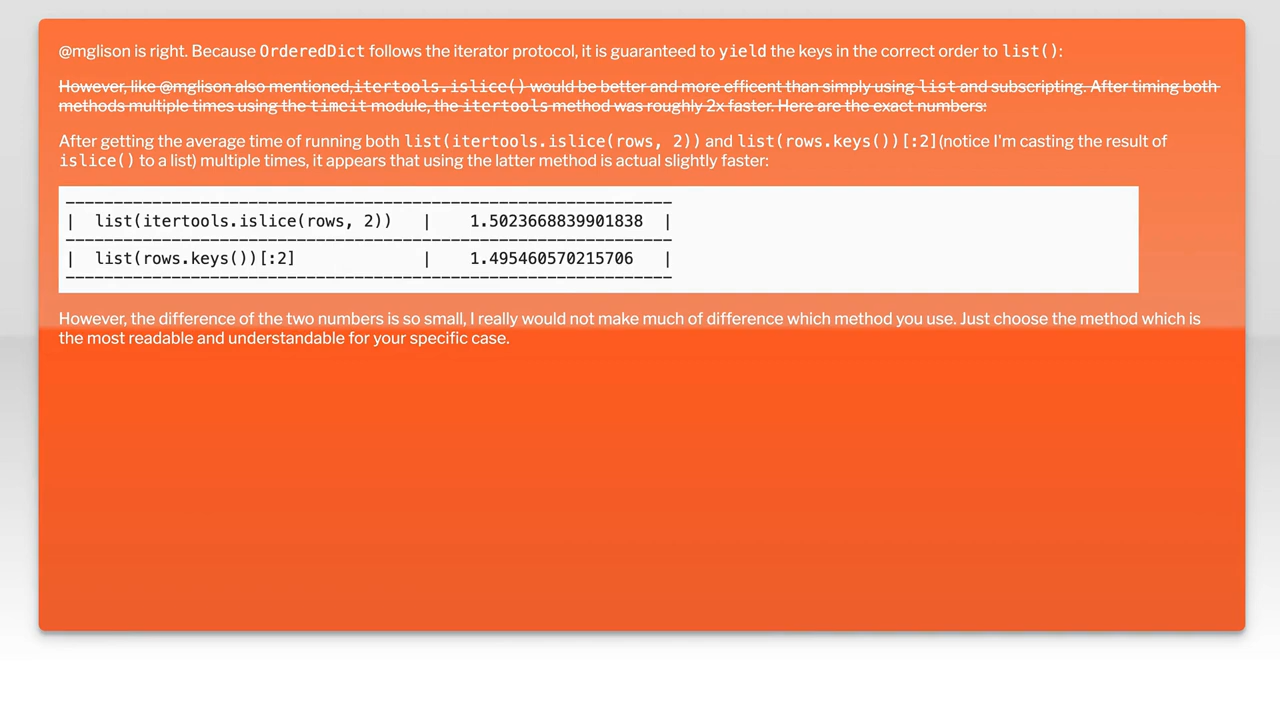 @mglison is right. Because OrderedDict follows the iterator protocol, it is guaranteed to yield the keys in the correct order to list():
However, like @mglison also mentioned,itertools.islice() would be better and more efficent than simply using list and subscripting. After timing both
methods multiple times using the timeit module, the itertools method was roughly 2x faster. Here are the exact numbers:
After getting the average time of running both list(itertools.islice(rows, 2)) and list(rows.keys())[:2](notice I'm casting the result of
islice() to a list) multiple times, it appears that using the latter method is actual slightly faster:
----------------------------------------------------------------
|  list(itertools.islice(rows, 2))   |    1.5023668839901838  |
----------------------------------------------------------------
|  list(rows.keys())[:2]             |    1.495460570215706   |
----------------------------------------------------------------
However, the difference of the two numbers is so small, I really would not make much of difference which method you use. Just choose the method which is
the most readable and understandable for your specific case.